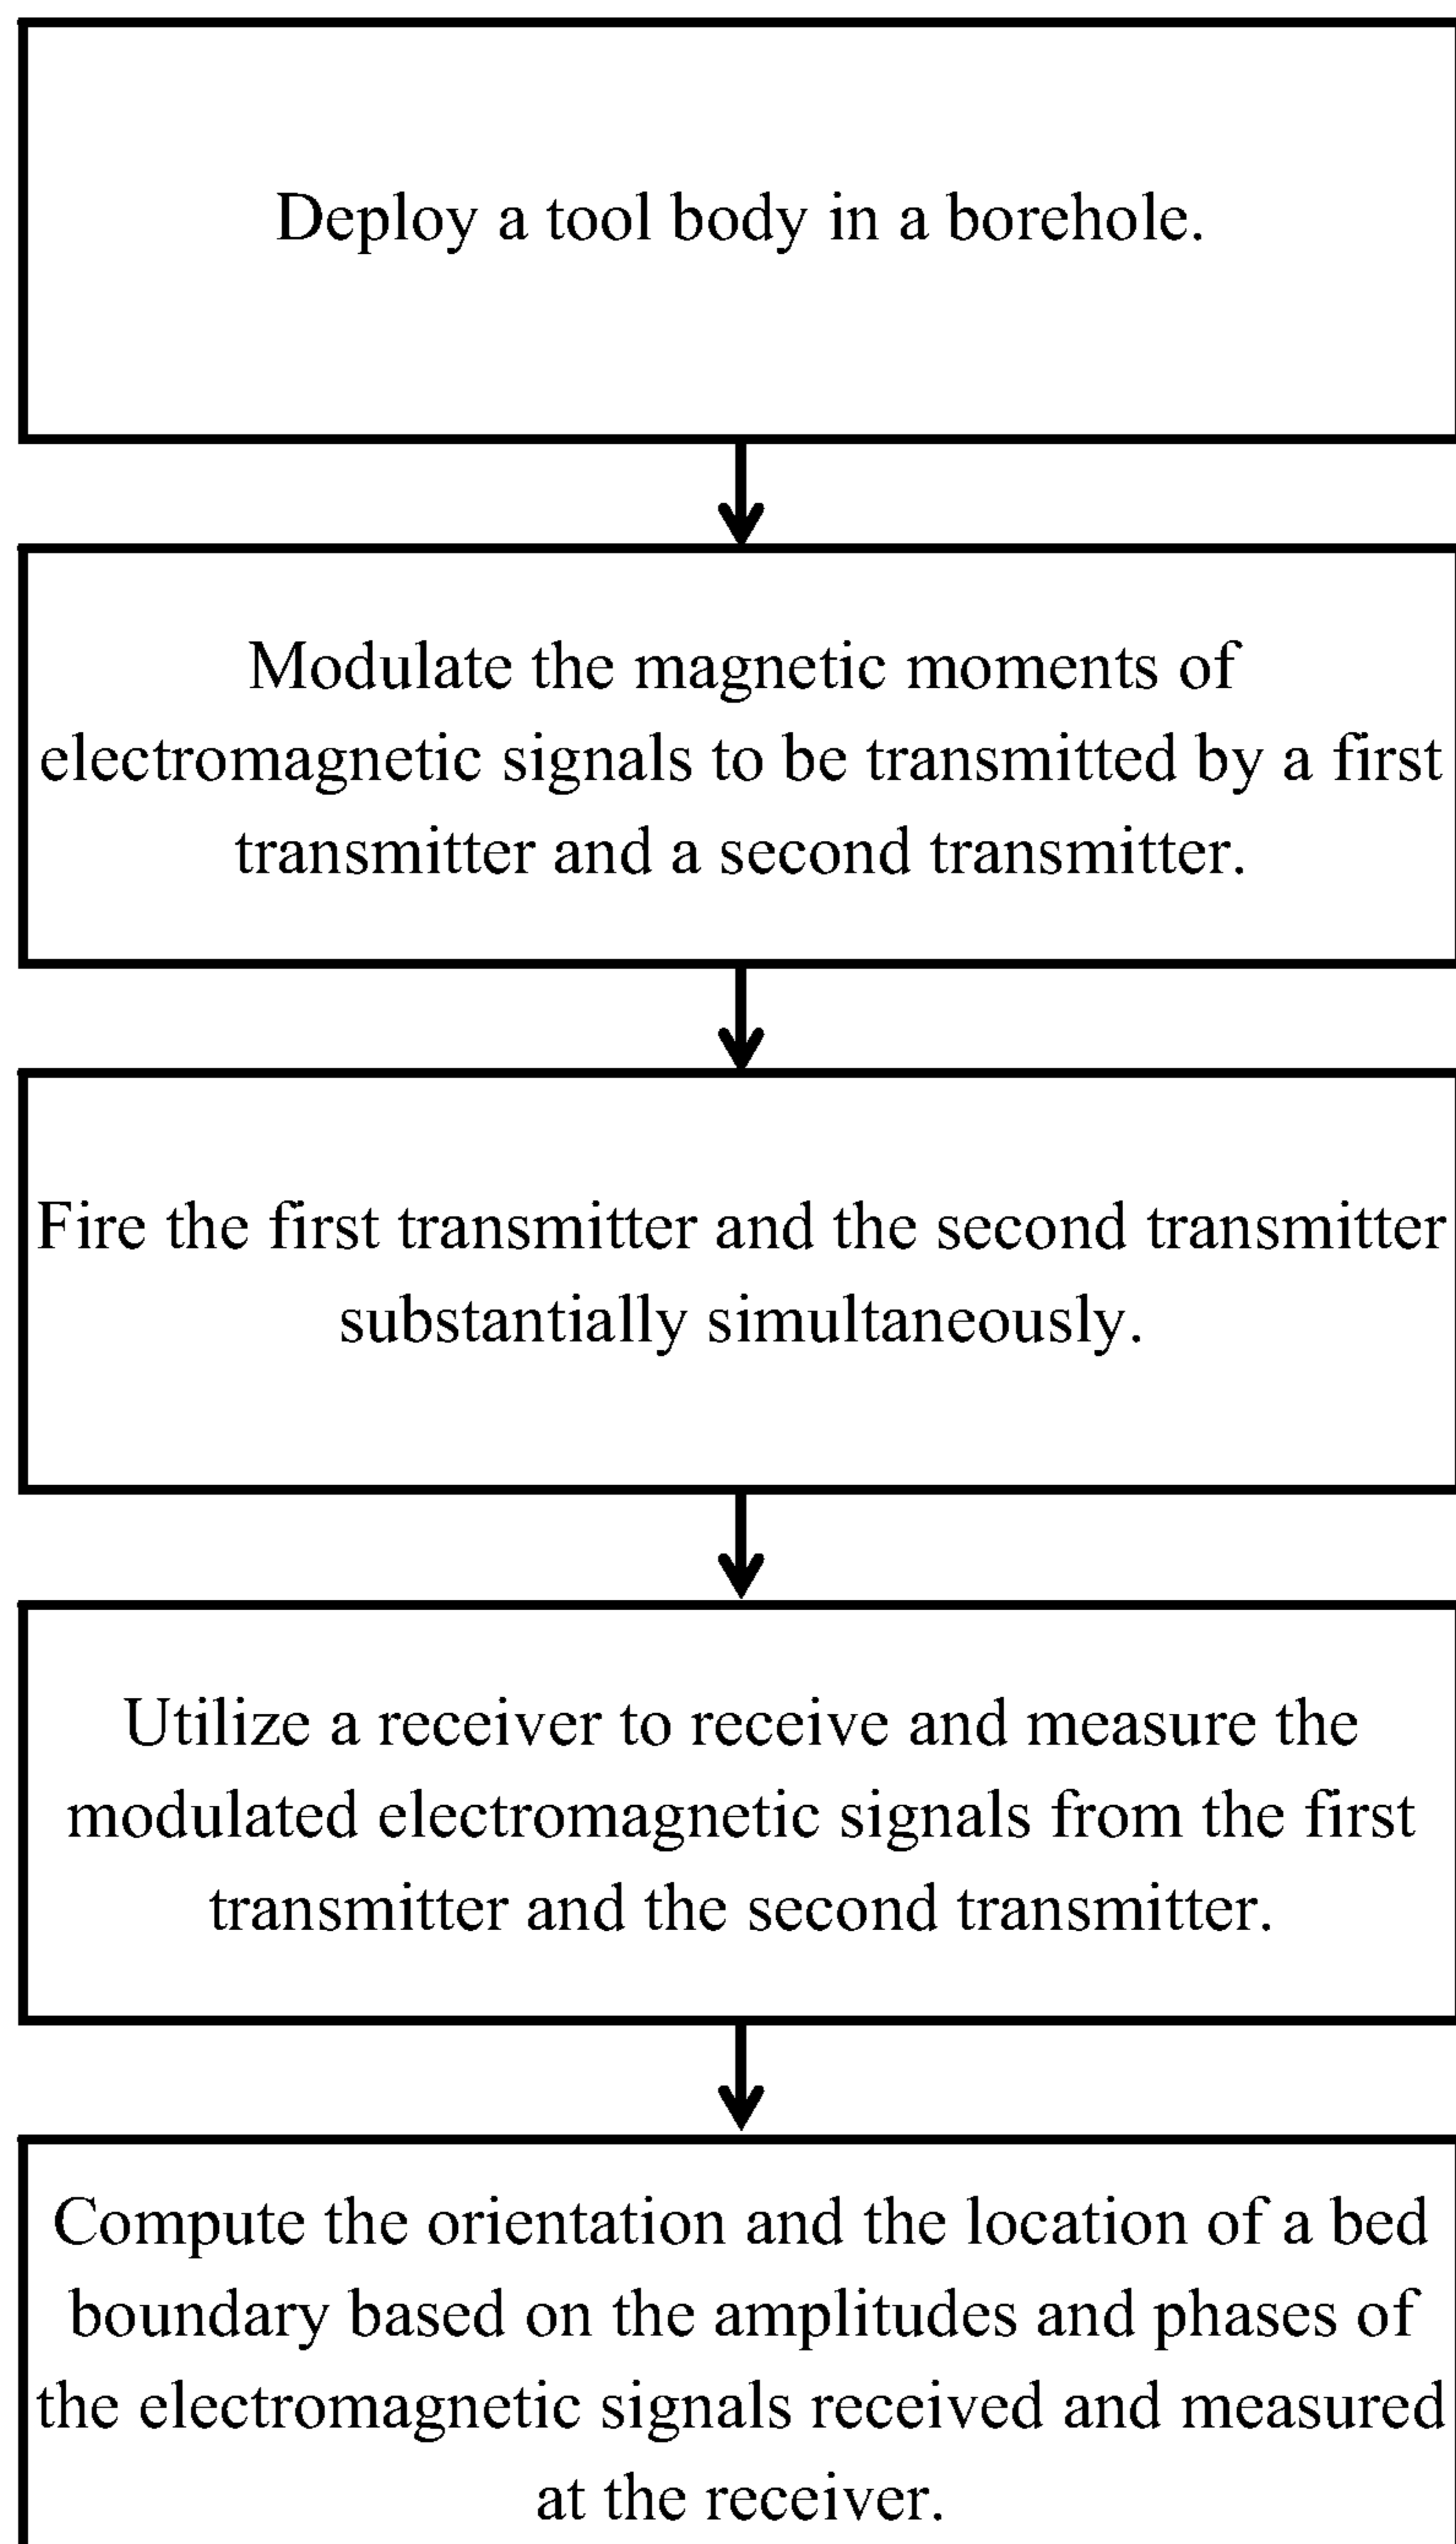 Deploy a tool body in a borehole.
Modulate the magnetic moments of
electromagnetic signals to be transmitted by a first
transmitter and a second transmitter.
Fire the first transmitter and the second transmitter
substantially simultaneously.
Utilize a receiver to receive and measure the
modulated electromagnetic signals from the first
transmitter and the second transmitter.
Compute the orientation and the location of a bed
boundary based on the amplitudes and phases of
the electromagnetic signals received and measured
at the receiver.